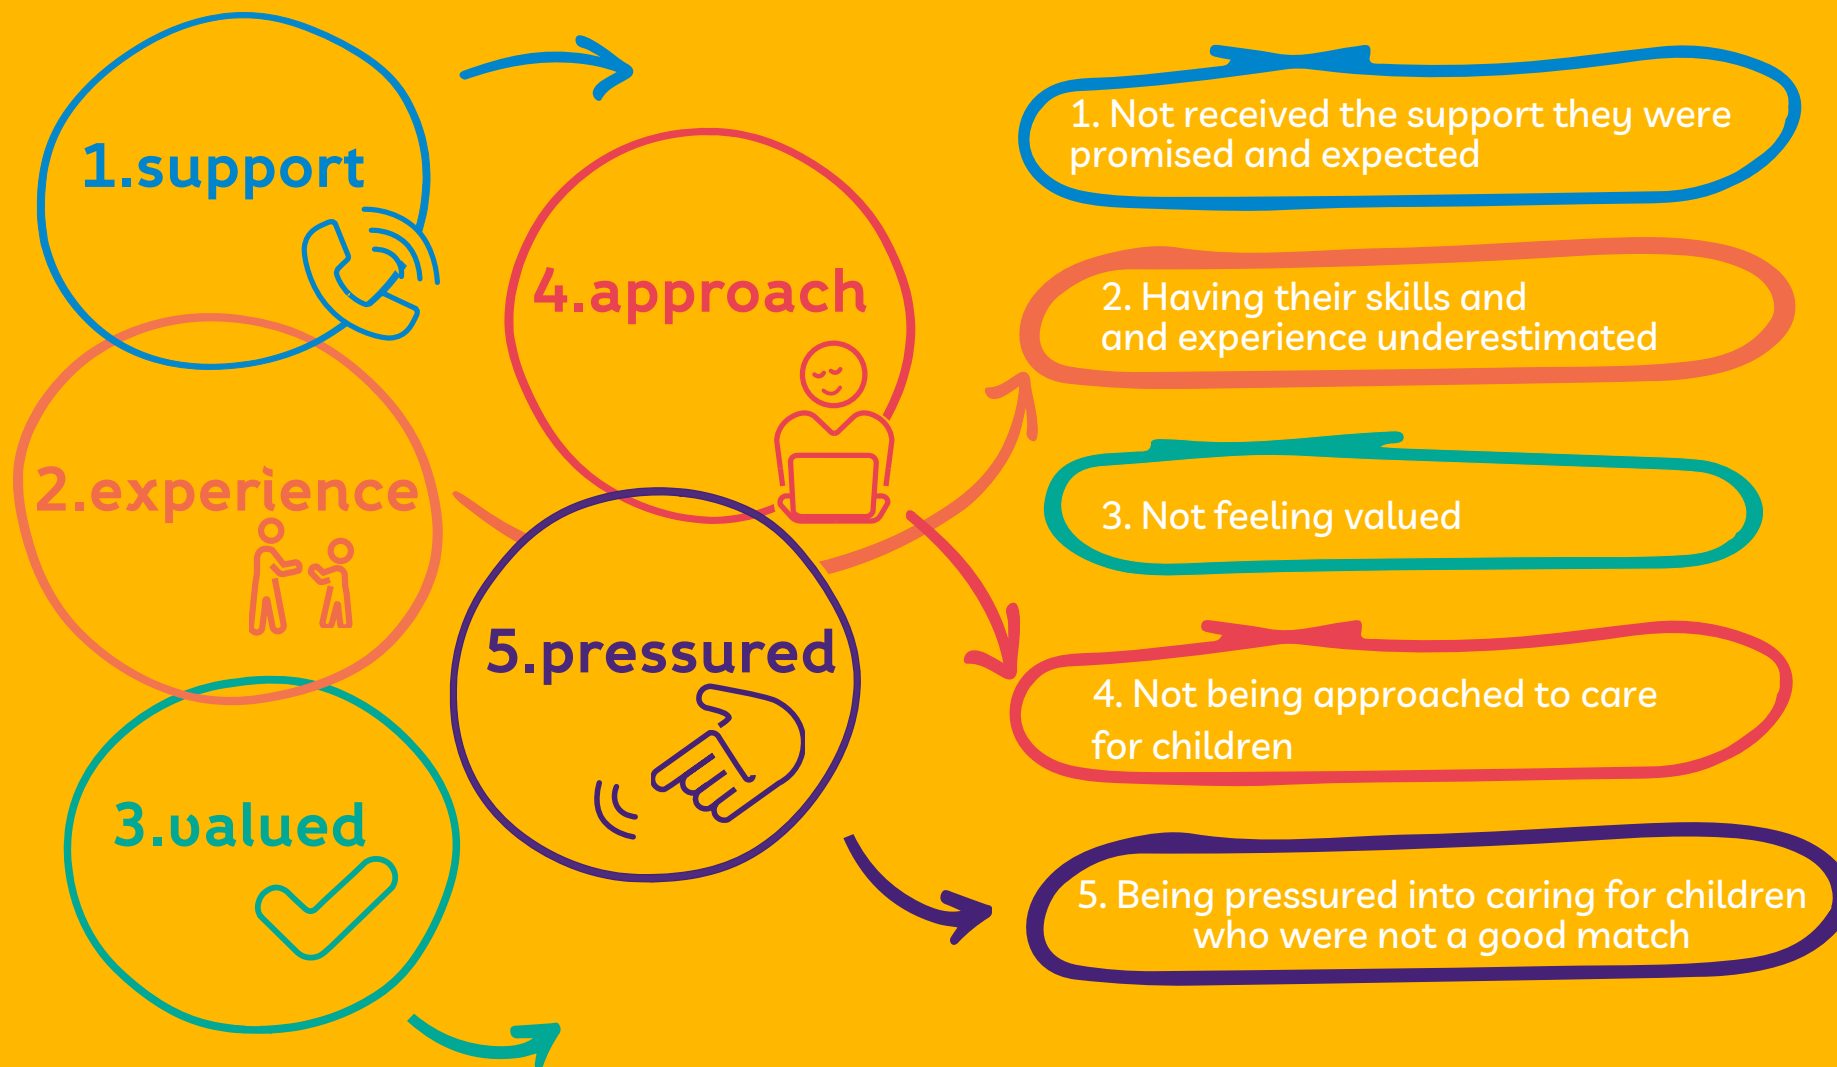 1.support
2.experience
3.valued
4.approach
5.pressured
1. Not received the support they were
promised and expected
2. Having their skills and
and experience underestimated
3. Not feeling valued
4. Not being approached to care
for children
5. Being pressured into caring for children
who were not a good match